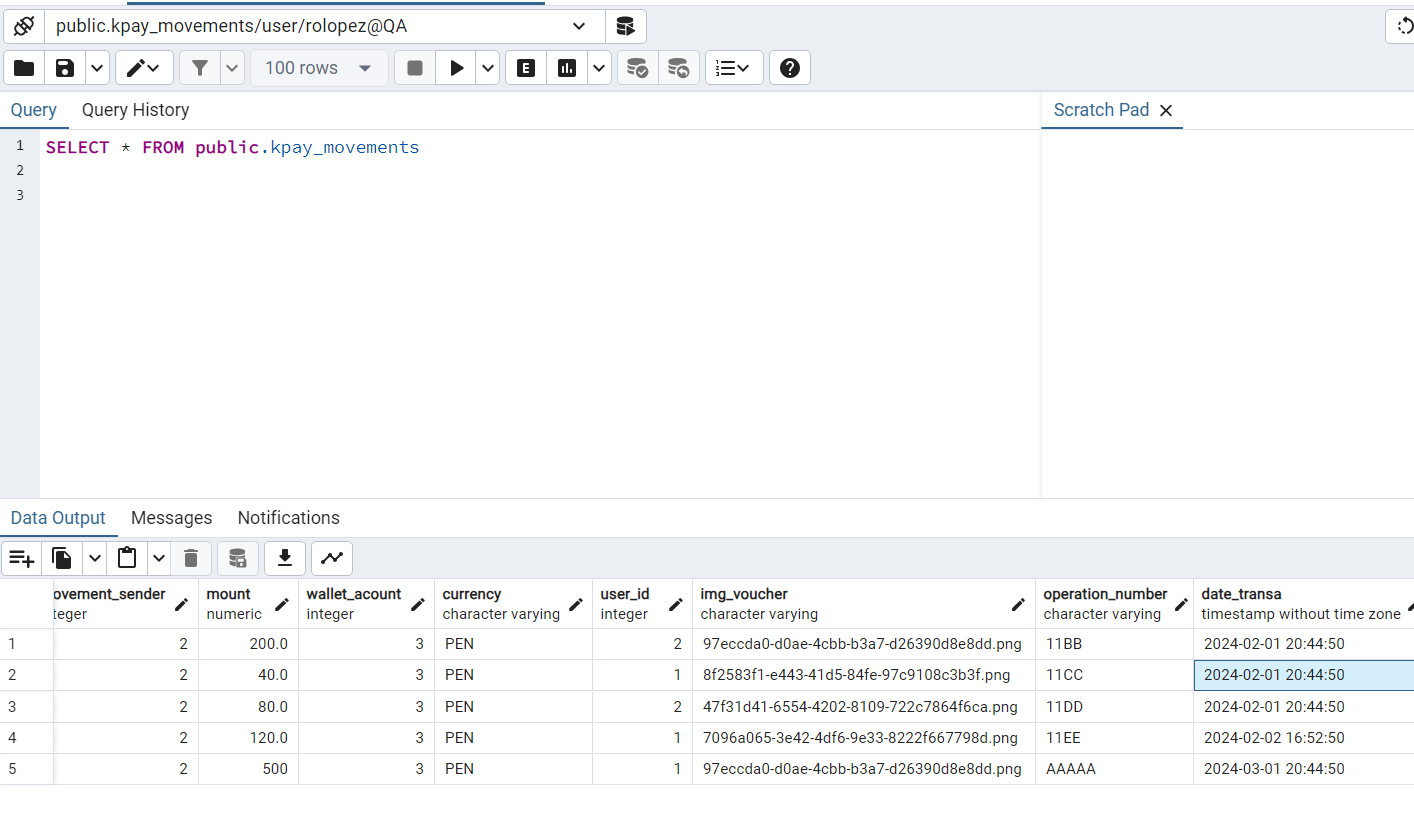 public.kpay_movements/user/rolopez@QA
100 rows
E
Query Query History Scratch Pad
1 SELECT * FROM public.kpay_movements
2
3
Data Output Messages Notifications
ovement_sender mount wallet_acount currency user_id img_voucher operation_number date_transa
teger numeric integer character varying integer character varying character varying timestamp without time zone
1 2 200.0 3 PEN 2 97eccda0-d0ae-4cbb-b3a7-d26390d8e8dd.png 11BB 2024-02-01 20:44:50
2 2 40.0 3 PEN 1 8f2583f1-e443-41d5-84fe-97c9108c3b3f.png 11CC 2024-02-01 20:44:50
3 2 80.0 3 PEN 2 47f31d41-6554-4202-8109-722c7864f6ca.png 11DD 2024-02-01 20:44:50
4 2 120.0 3 PEN 1 7096a065-3e42-4df6-9e33-8222f667798d.png 11EE 2024-02-02 16:52:50
5 2 500 3 PEN 1 97eccda0-d0ae-4cbb-b3a7-d26390d8e8dd.png AAAAA 2024-03-01 20:44:50